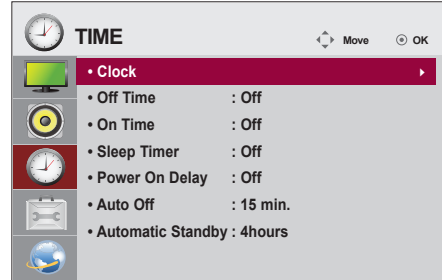 TIME
Move OK
• Clock
• Off Time : Off
• On Time : Off
• Sleep Timer : Off
• Power On Delay : Off
• Auto Off : 15 min.
• Automatic Standby : 4hours